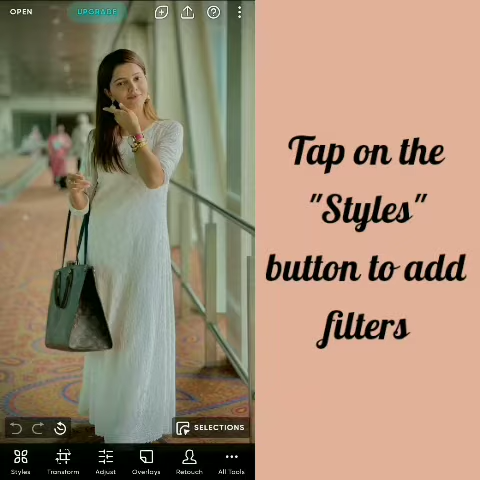 OPEN
UPGRADE
SELECTIONS
Styles
Transform
Adjust
Overlays
Retouch
All Tools
Tap on the
"Styles"
button to add
filters